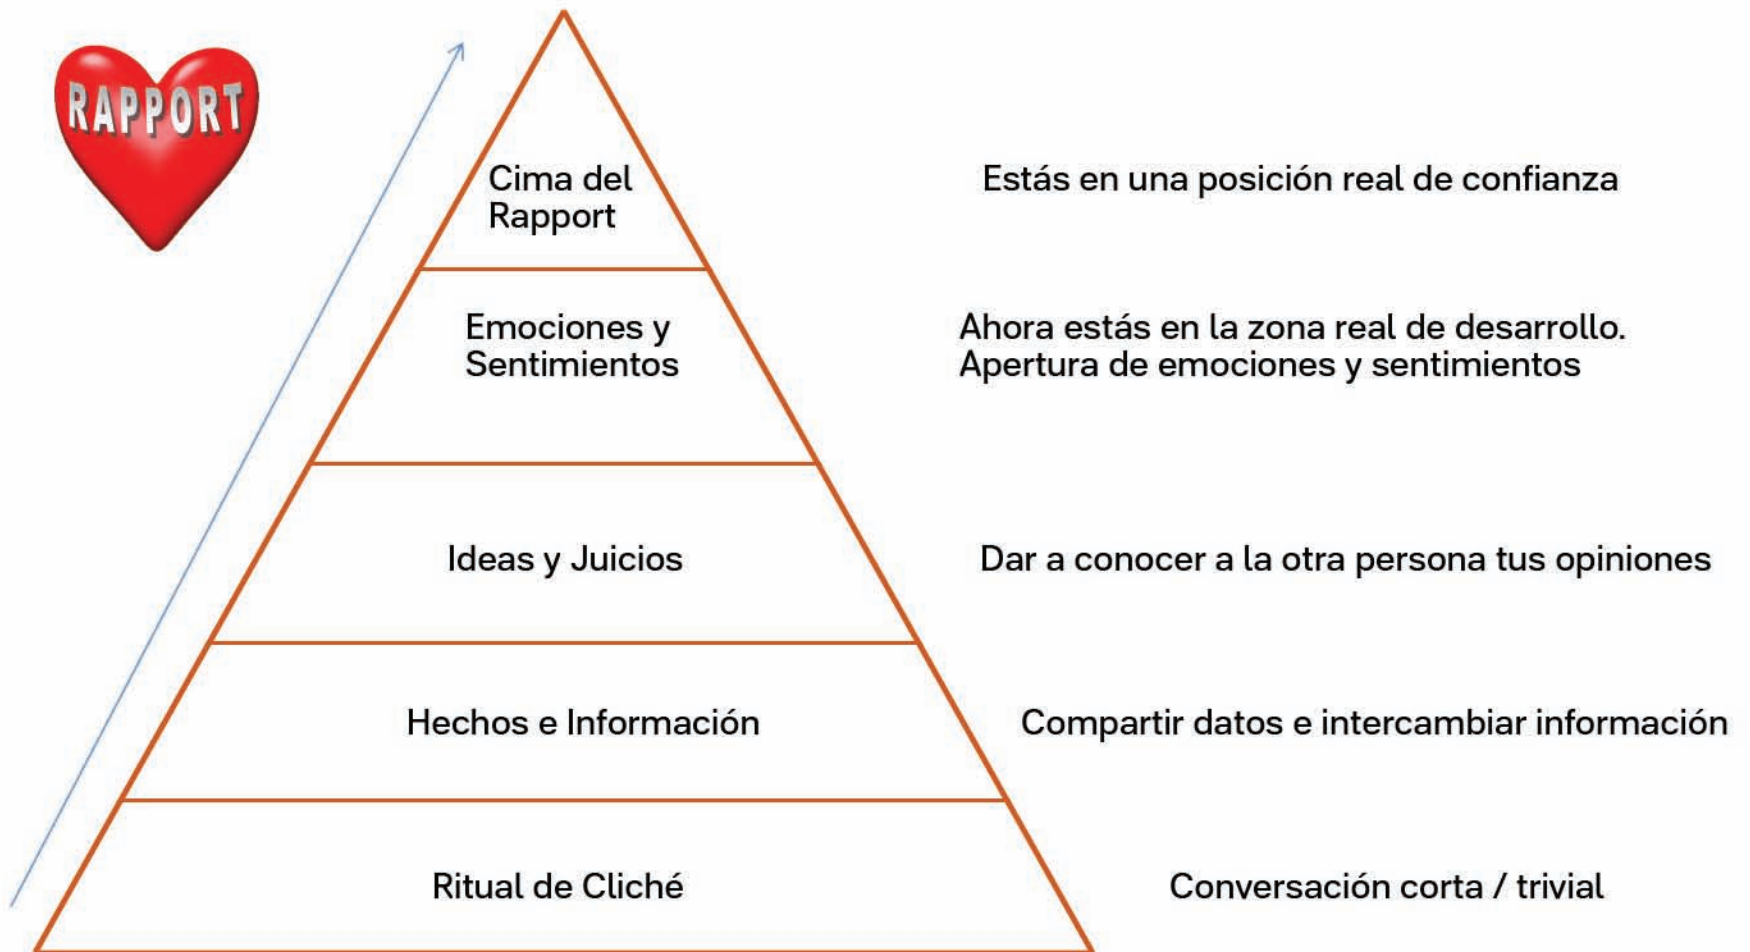 RAPPORT
Cima del
Rapport
Estás en una posición real de confianza
Emociones y
Sentimientos
Ahora estás en la zona real de desarrollo.
Apertura de emociones y sentimientos
Ideas y Juicios
Dar a conocer a la otra persona tus opiniones
Hechos e Información
Compartir datos e intercambiar información
Ritual de Cliché
Conversación corta / trivial